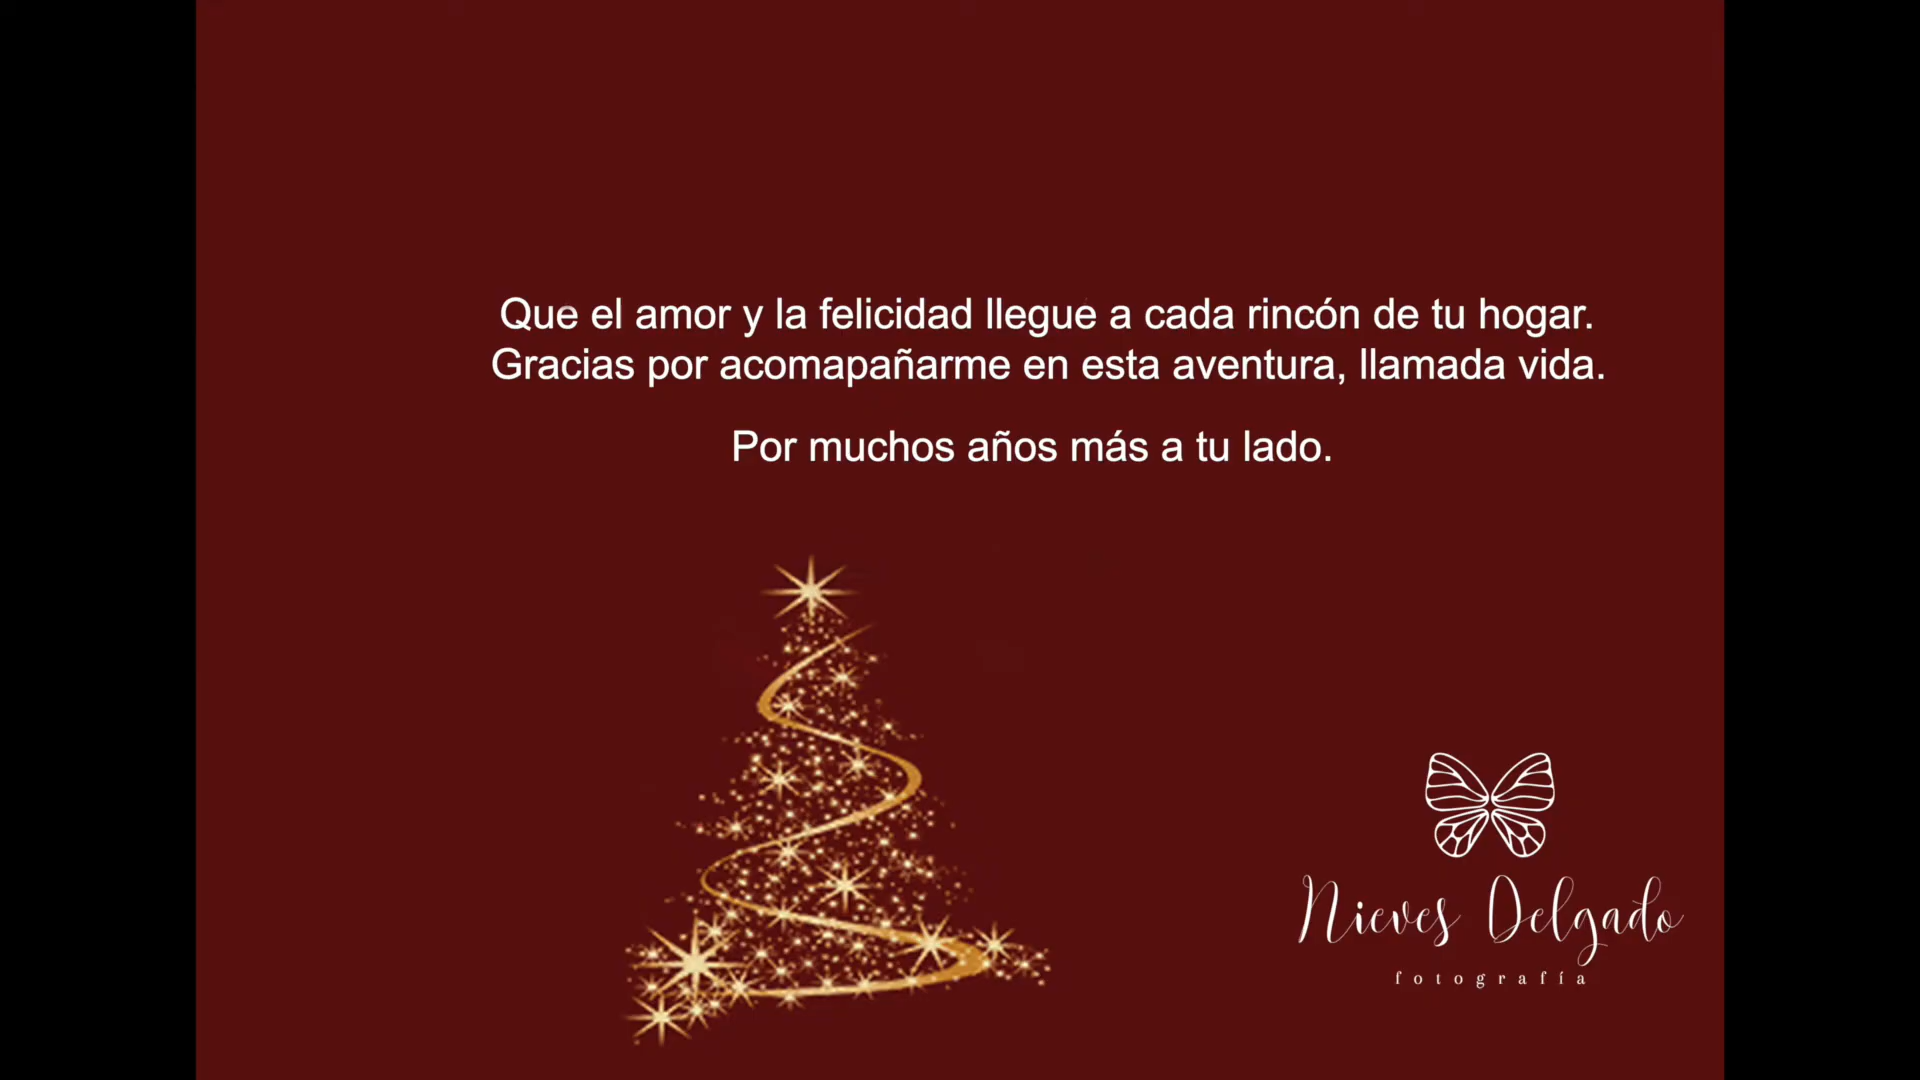 Que el amor y la felicidad llegue a cada rincón de tu hogar.
Gracias por acomapañarme en esta aventura, llamada vida.
Por muchos años más a tu lado.
Nieves Delgado
fotografía